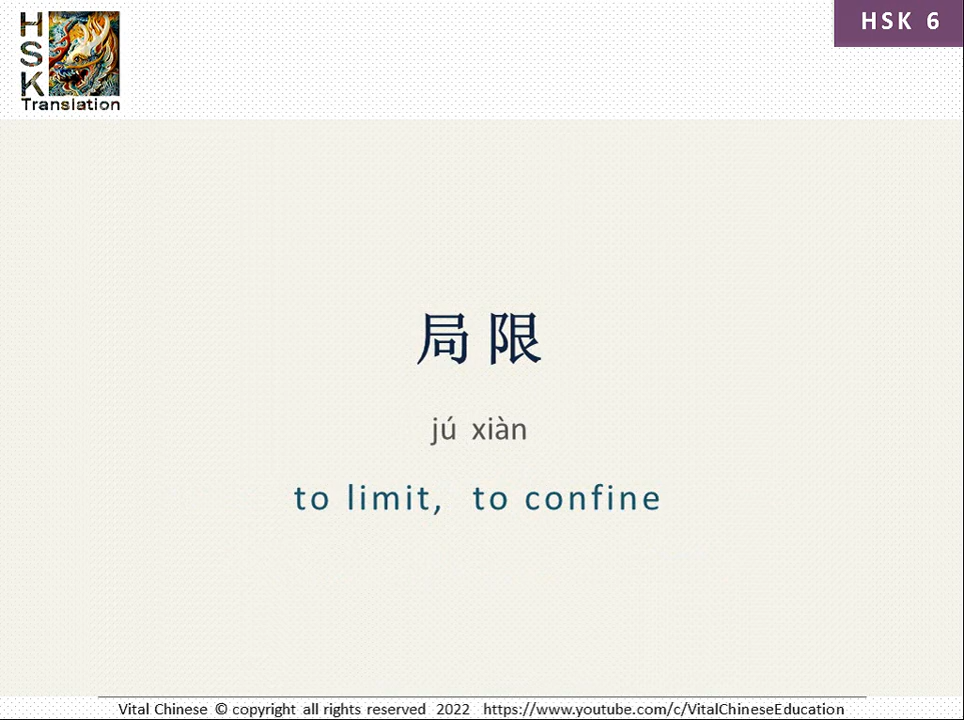 HSK
Translation
HSK 6
局限
jú xiàn
to limit, to confine
Vital Chinese © copyright all rights reserved 2022 https://www.youtube.com/c/VitalChineseEducation